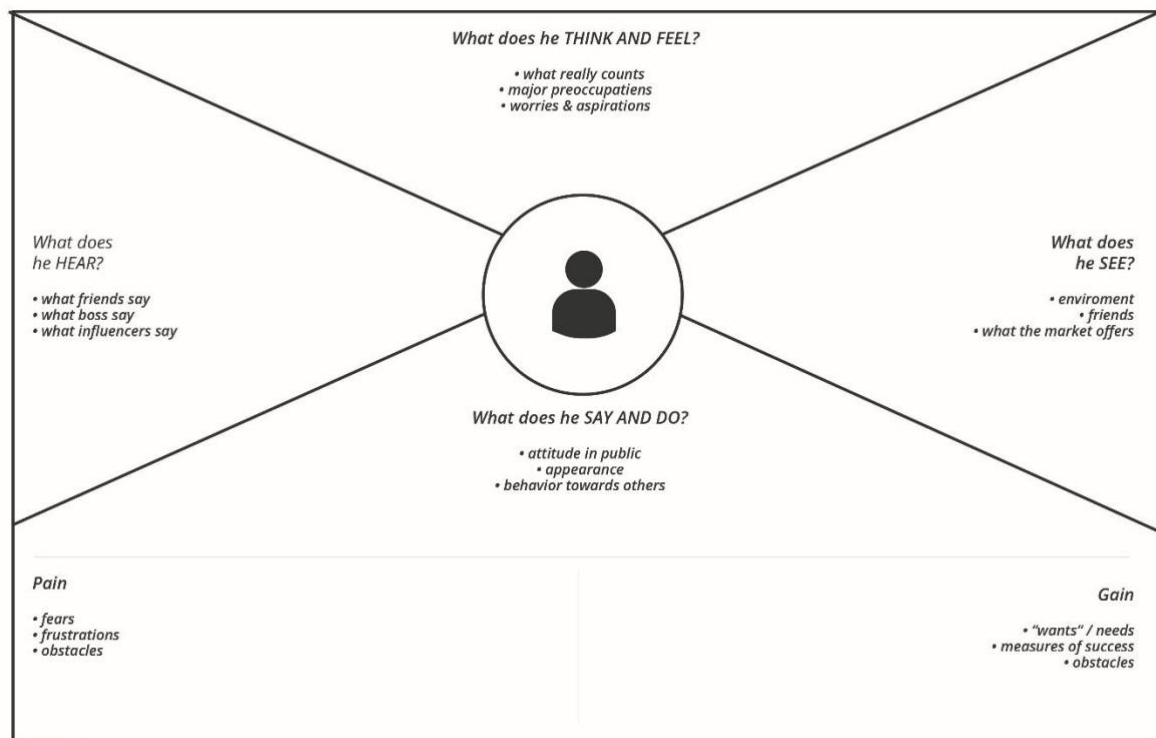 What does he THINK AND FEEL?
• what really counts
• major preoccupatiens
• worries & aspirations
What does
he HEAR?
• what friends say
• what boss say
• what influencers say
What does
he SEE?
• enviroment
• friends
• what the market offers
What does he SAY AND DO?
• attitude in public
• appearance
• behavior towards others
Pain
• fears
• frustrations
• obstacles
Gain
• “wants” / needs
• measures of success
• obstacles